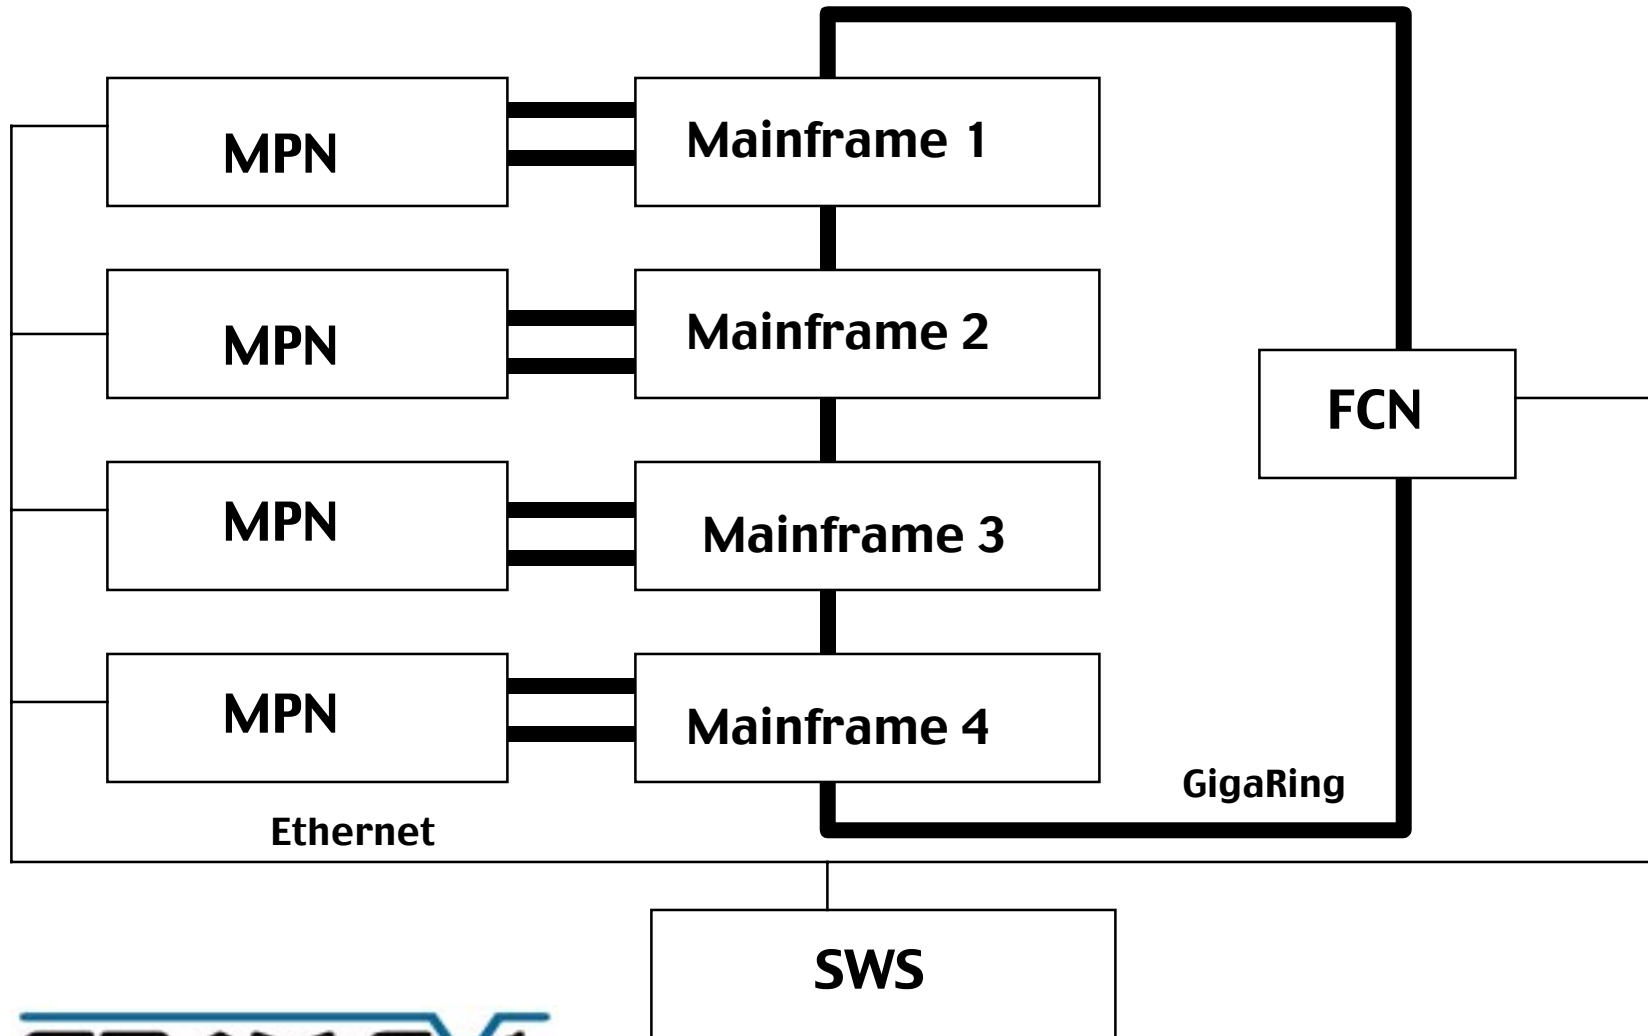 MPN
Mainframe 1
MPN
Mainframe 2
FCN
MPN
Mainframe 3
MPN
Mainframe 4
GigaRing
Ethernet
SWS